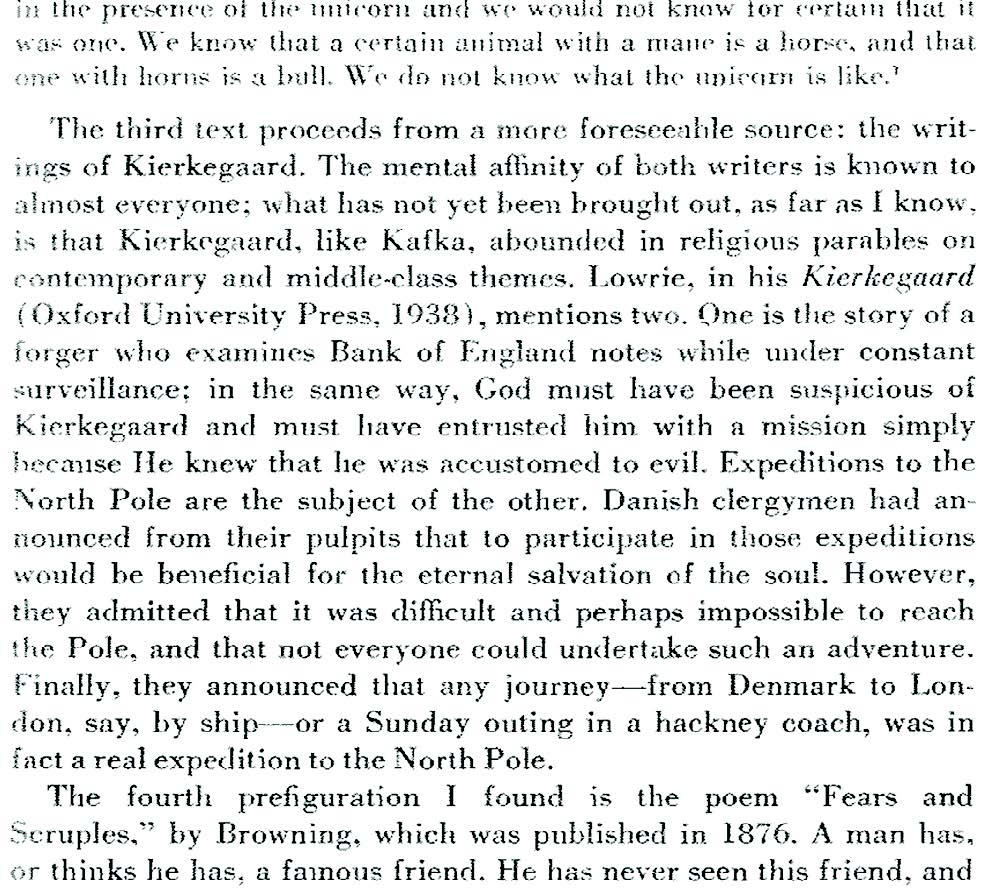 in the presence of the unicorn and we would not know for certain that it
was one. We know that a certain animal with a mane is a horse, and that
one with horns is a bull. We do not know what the unicorn is like.¹
The third text proceeds from a more foreseeable source: the writ-
ings of Kierkegaard. The mental affinity of both writers is known to
almost everyone; what has not yet been brought out, as far as I know,
is that Kierkegaard, like Kafka, abounded in religious parables on
contemporary and middle-class themes. Lowrie, in his Kierkegaard
(Oxford University Press, 1938), mentions two. One is the story of a
forger who examines Bank of England notes while under constant
surveillance; in the same way, God must have been suspicious of
Kierkegaard and must have entrusted him with a mission simply
because He knew that he was accustomed to evil. Expeditions to the
North Pole are the subject of the other. Danish clergymen had an-
nounced from their pulpits that to participate in those expeditions
would be beneficial for the eternal salvation of the soul. However,
they admitted that it was difficult and perhaps impossible to reach
the Pole, and that not everyone could undertake such an adventure.
Finally, they announced that any journey—from Denmark to Lon-
don, say, by ship—or a Sunday outing in a hackney coach, was in
fact a real expedition to the North Pole.
The fourth prefiguration I found is the poem “Fears and
Scruples,” by Browning, which was published in 1876. A man has,
or thinks he has, a famous friend. He has never seen this friend, and